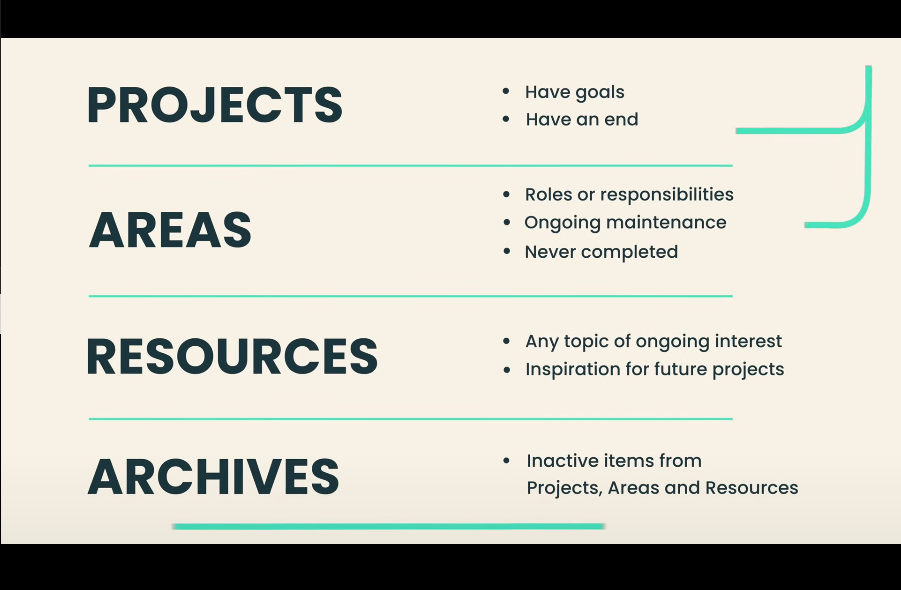 PROJECTS
• Have goals
• Have an end
AREAS
• Roles or responsibilities
• Ongoing maintenance
• Never completed
RESOURCES
• Any topic of ongoing interest
• Inspiration for future projects
ARCHIVES
• Inactive items from
Projects, Areas and Resources